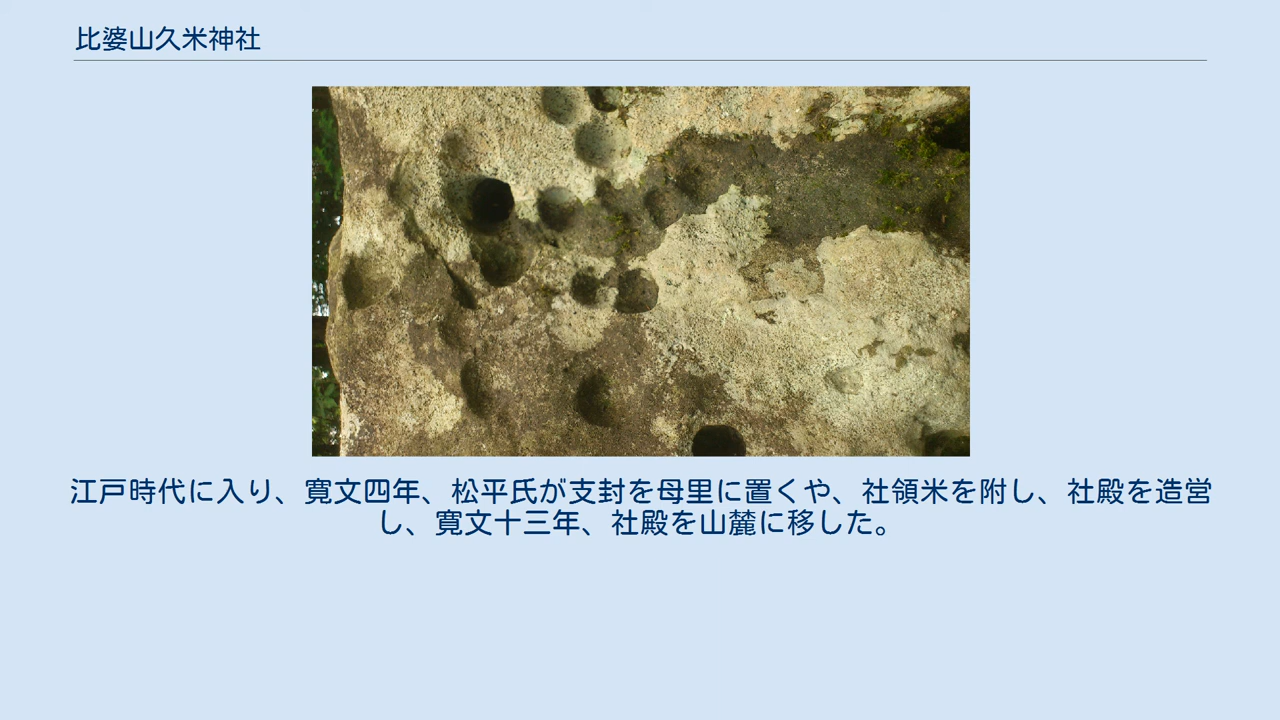 比婆山久米神社
江戸時代に入り、寛文四年、松平氏が支封を母里に置くや、社領米を附し、社殿を造営
し、寛文十三年、社殿を山麓に移した。